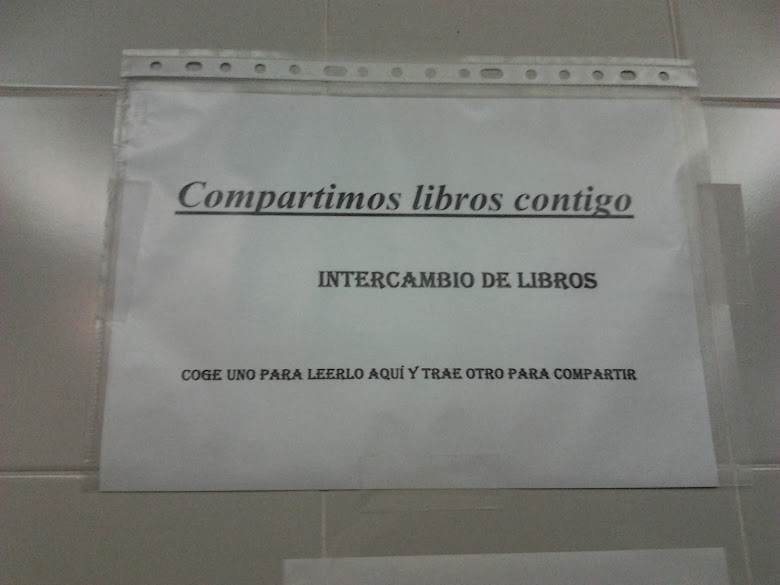 Compartimos libros contigo
INTERCAMBIO DE LIBROS
COGE UNO PARA LEERLO AQUÍ Y TRAE OTRO PARA COMPARTIR